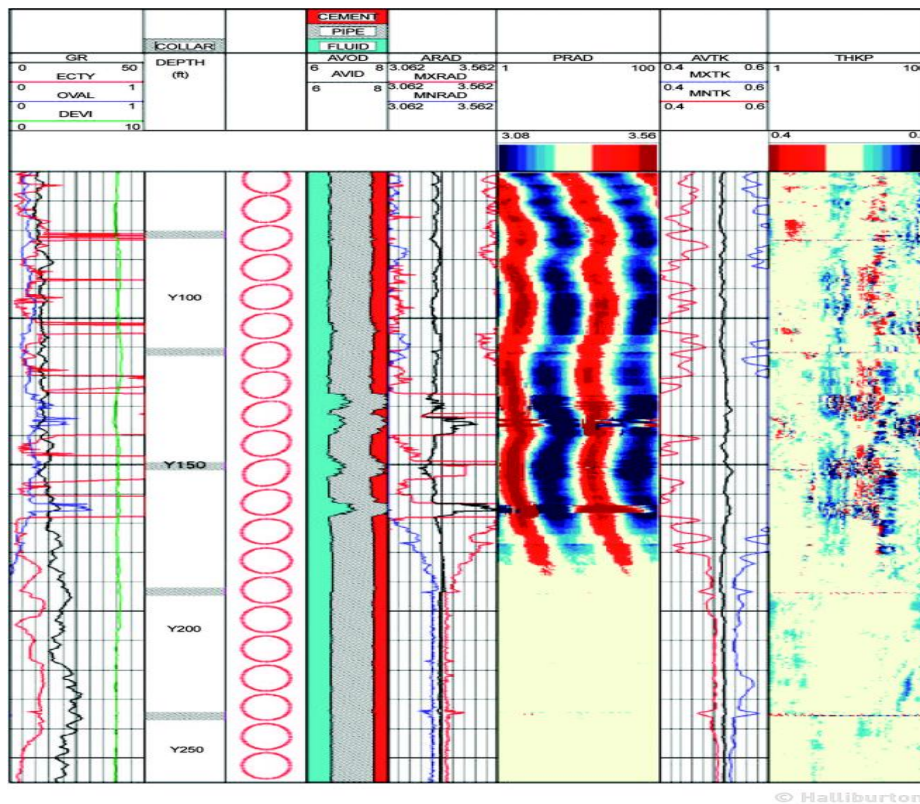 CEMENT
PIPE
COLLAR FLUID
GR DEPTH AVOD ARAD PRAD AVTK THKP
0 50 (ft) 6 8 3.062 3.562 1 100 0.4 0.6 1
ECTY AVID MXRAD MXTK
0 1 6 8 3.062 3.562 0.4 0.6
OVAL MNRAD MNTK
0 1 3.062 3.562 0.4 0.6
DEVI
0 10
3.08 3.56 0.4
Y100
Y150
Y200
Y250
© Halliburton